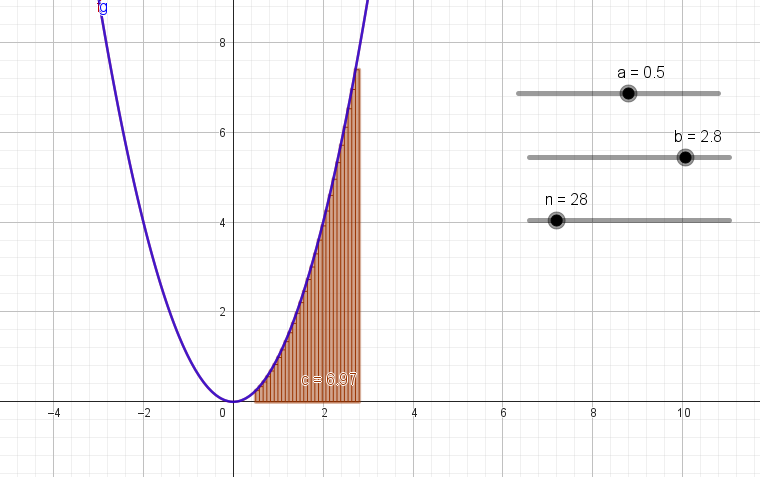 fg
8
a = 0.5
6
b = 2.8
n = 28
4
2
c = 6.97
−4 −2 0 2 4 6 8 10